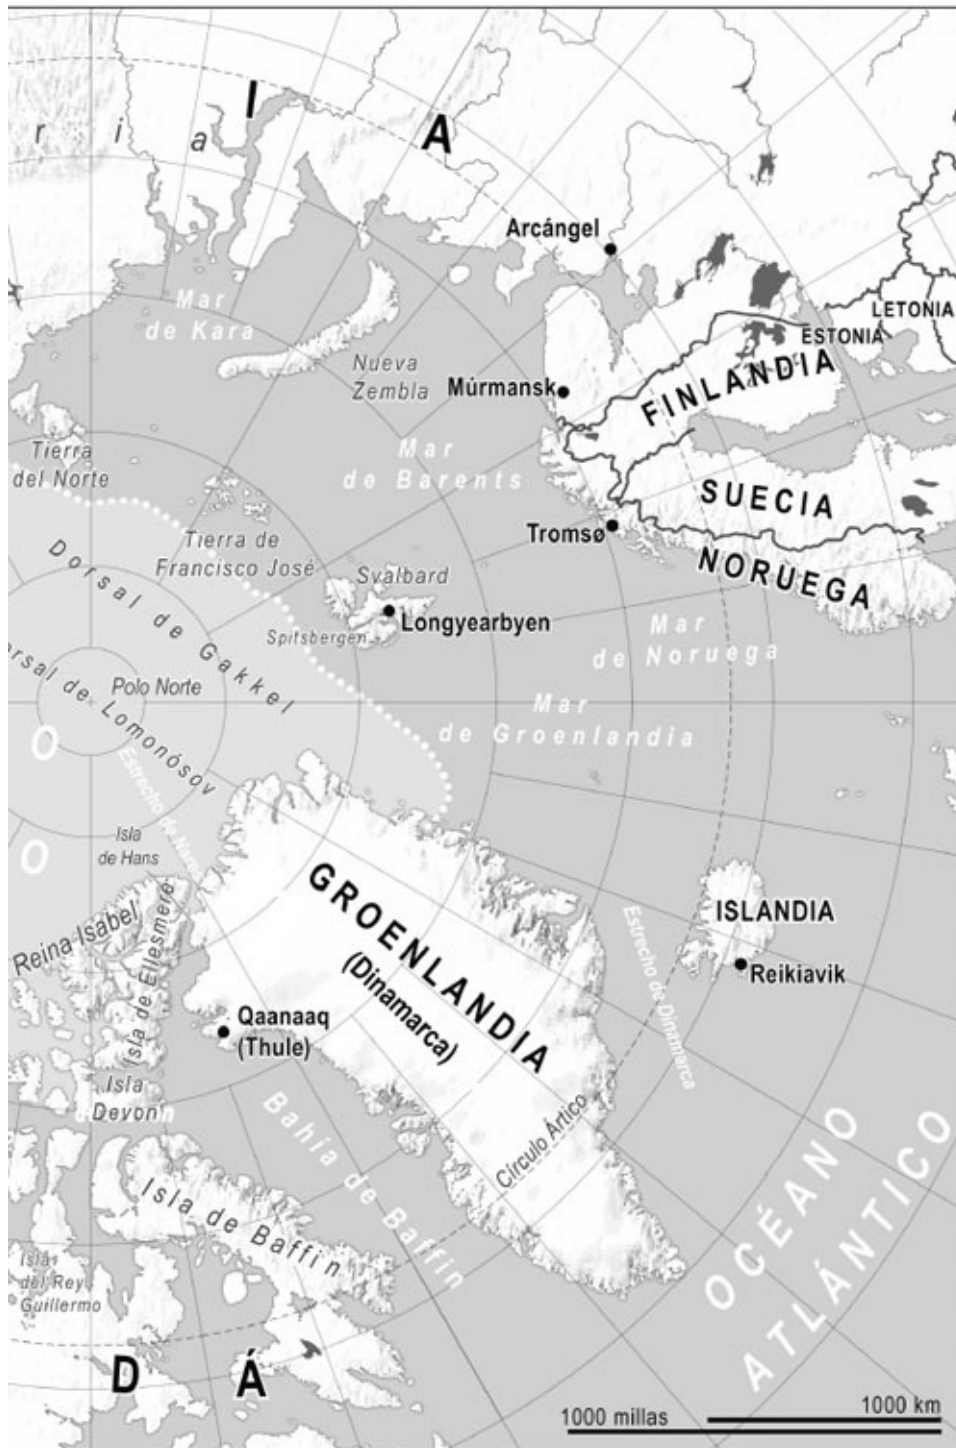 I
A
r i a
Arcángel
Mar
de Kara
LETONIA
ESTONIA
Nueva
Zembla
FINLANDIA
Múrmansk
Tierra
del Norte
Mar
de Barents
SUECIA
Tromsø
NORUEGA
Tierra de
Francisco José
Svalbard
Longyearbyen
Spitsbergen
Dorsal de Gakkel
Mar
de Noruega
Polo Norte
orsal de Lomonósov
Mar
de Groenlandia
O
O
Estrecho de Nares
Isla
de Hans
GROENLANDIA
(Dinamarca)
ISLANDIA
Reikiavik
Estrecho de Dinamarca
Reina Isabel
Isla de Ellesmere
Qaanaaq
(Thule)
Isla
Devon
Bahía de Baffin
Círculo Ártico
Isla de Baffin
OCÉANO
ATLÁNTICO
Isla
del Rey
Guillermo
D Á
1000 km
1000 millas